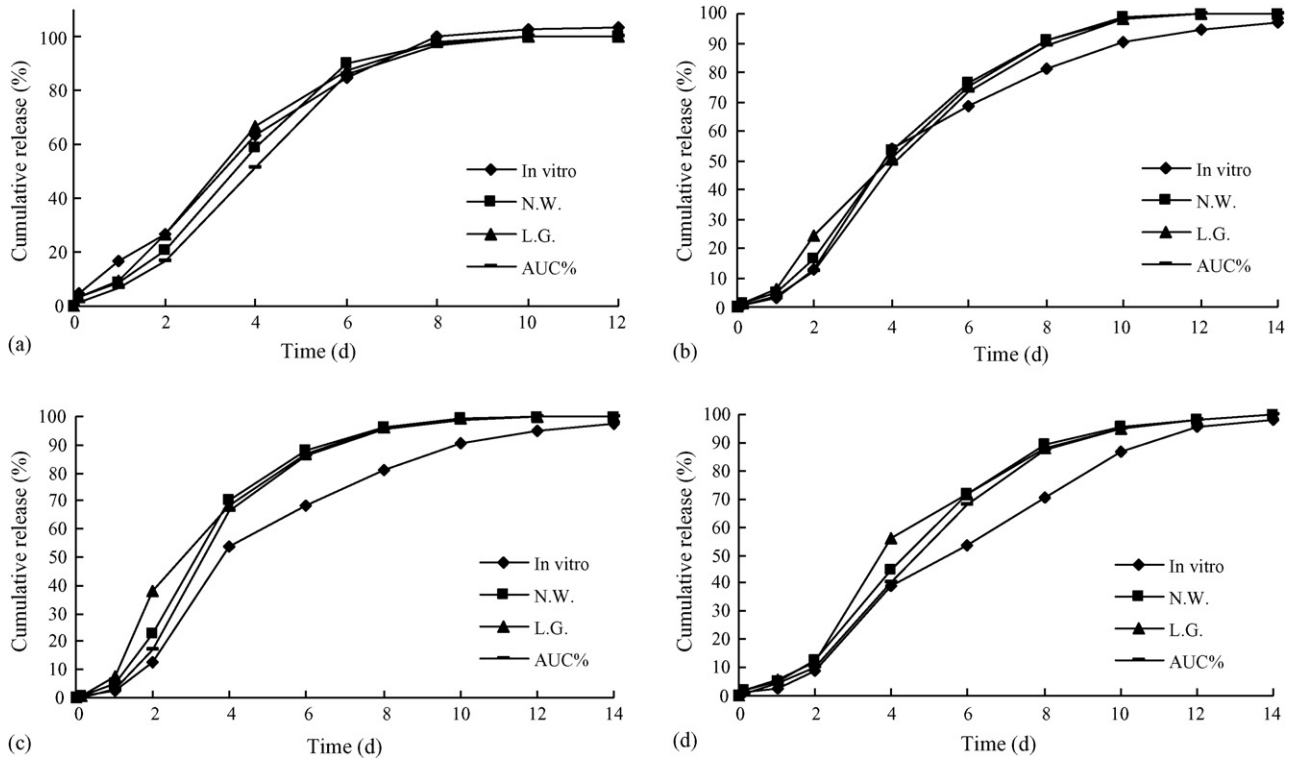 Cumulative release (%)
100
80
60
40
20
0
In vitro
N.W.
L.G.
AUC%
0 2 4 6 8 10 12
Time (d)
(a)
Cumulative release (%)
100
90
80
70
60
50
40
30
20
10
0
In vitro
N.W.
L.G.
AUC%
0 2 4 6 8 10 12 14
Time (d)
(b)
Cumulative release (%)
100
90
80
70
60
50
40
30
20
10
0
In vitro
N.W.
L.G.
AUC%
0 2 4 6 8 10 12 14
Time (d)
(c)
Cumulative release (%)
100
90
80
70
60
50
40
30
20
10
0
In vitro
N.W.
L.G.
AUC%
0 2 4 6 8 10 12 14
Time (d)
(d)